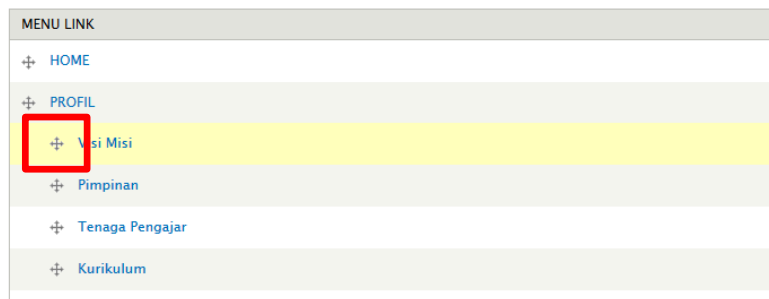 MENU LINK
HOME
PROFIL
Visi Misi
Pimpinan
Tenaga Pengajar
Kurikulum